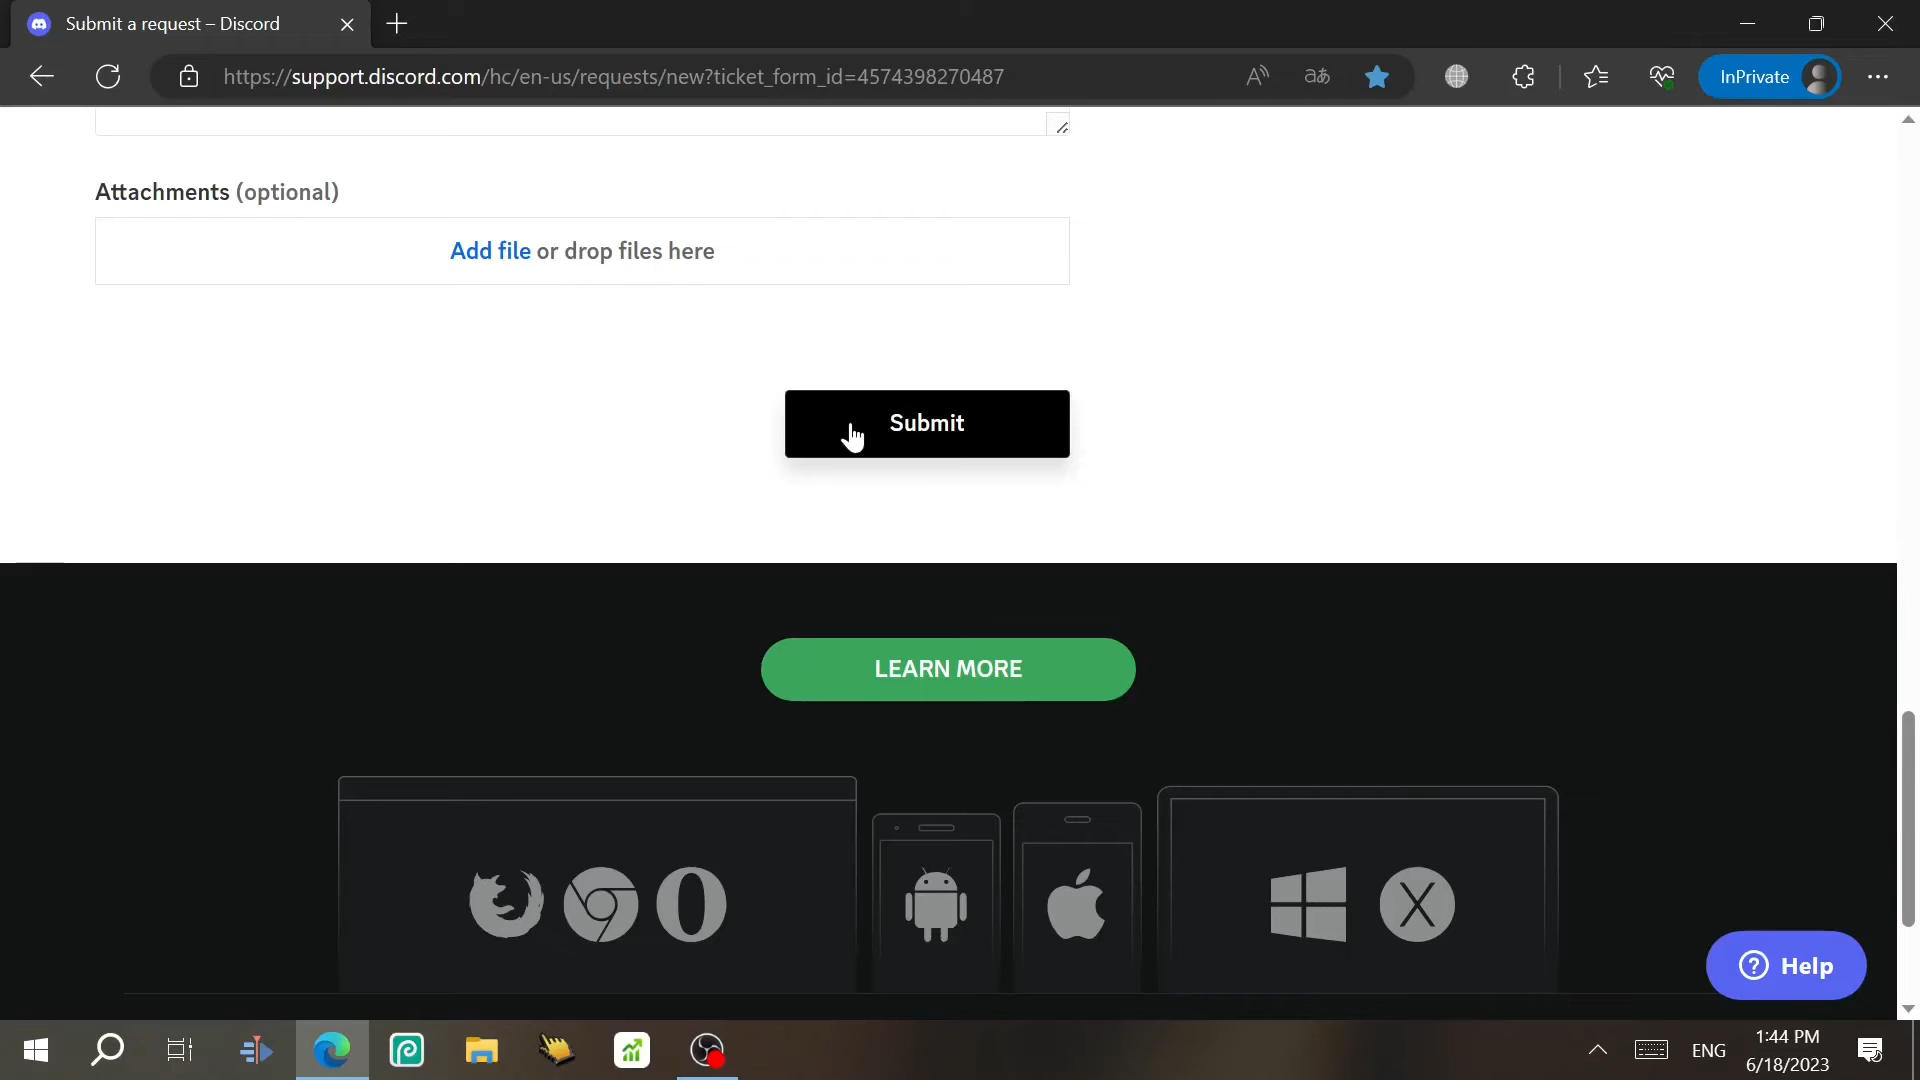 Submit a request – Discord
https://support.discord.com/hc/en-us/requests/new?ticket_form_id=4574398270487
InPrivate
Attachments (optional)
Add file or drop files here
Submit
LEARN MORE
Help
ENG
1:44 PM
6/18/2023